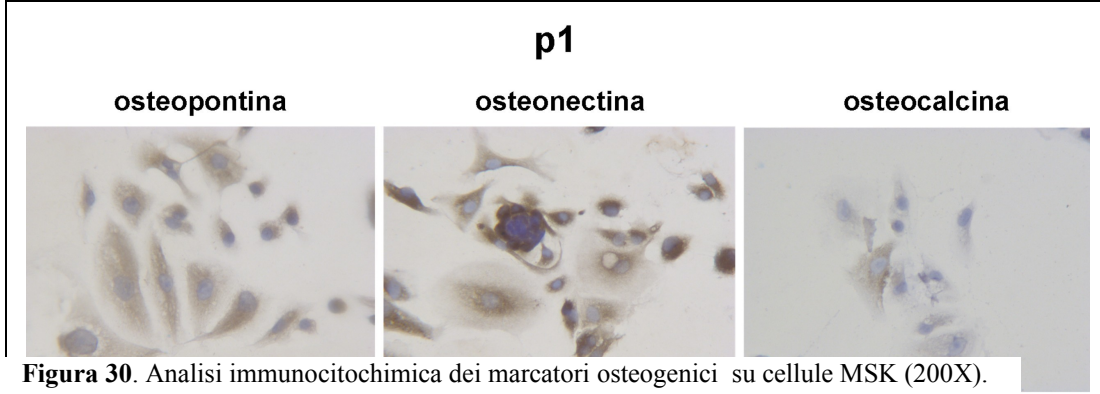 p1
osteopontina osteonectina osteocalcina
Figura 30. Analisi immunocitochimica dei marcatori osteogenici su cellule MSK (200X).